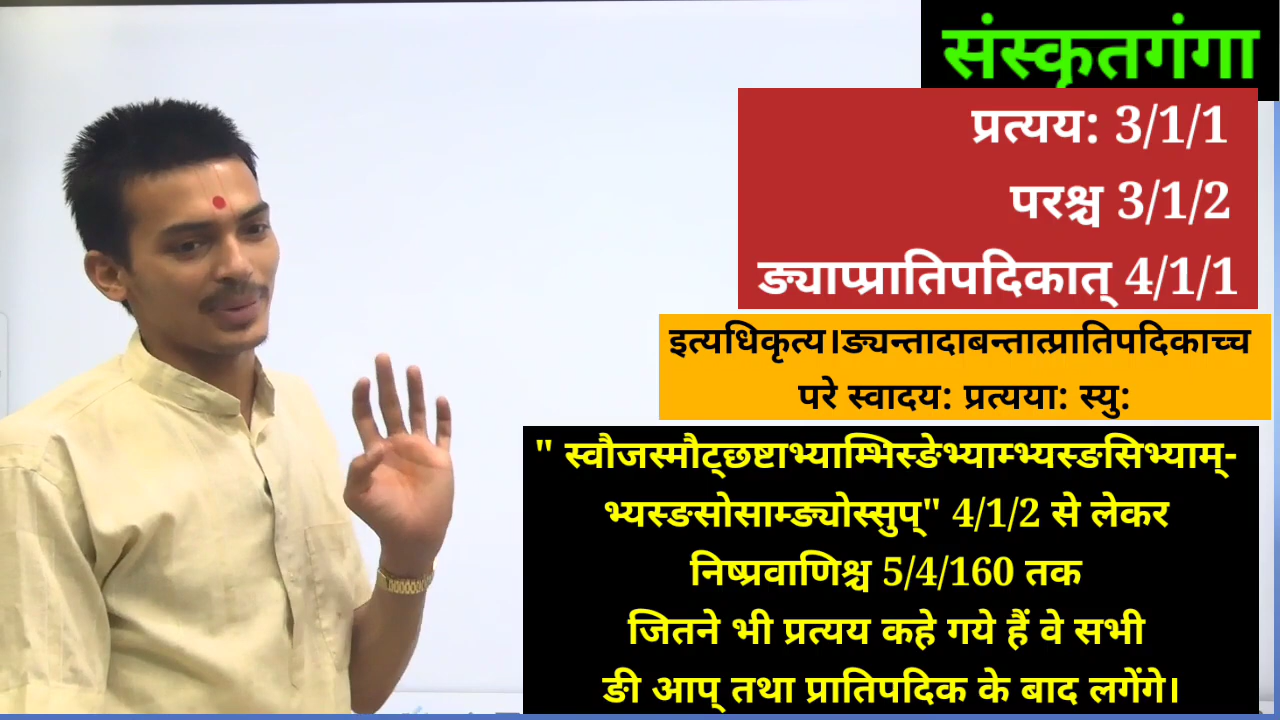 संस्कृतगंगा
प्रत्यय: 3/1/1
परश्च 3/1/2
ङ्याप्प्रातिपदिकात् 4/1/1
इत्यधिकृत्य।ङ्यन्तादाबन्तात्प्रातिपदिकाच्च
परे स्वादय: प्रत्यया: स्यु:
" स्वौजस्मौट्छष्टाभ्याम्भिस्ङेभ्याम्भ्यस्ङसिभ्याम्-
भ्यस्ङसोसाम्ङ्योस्सुप्" 4/1/2 से लेकर
निष्प्रवाणिश्च 5/4/160 तक
जितने भी प्रत्यय कहे गये हैं वे सभी
ङी आप् तथा प्रातिपदिक के बाद लगेंगे।